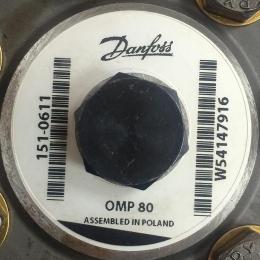 Danfoss
151-0611
W54147916
OMP 80
ASSEMBLED IN POLAND